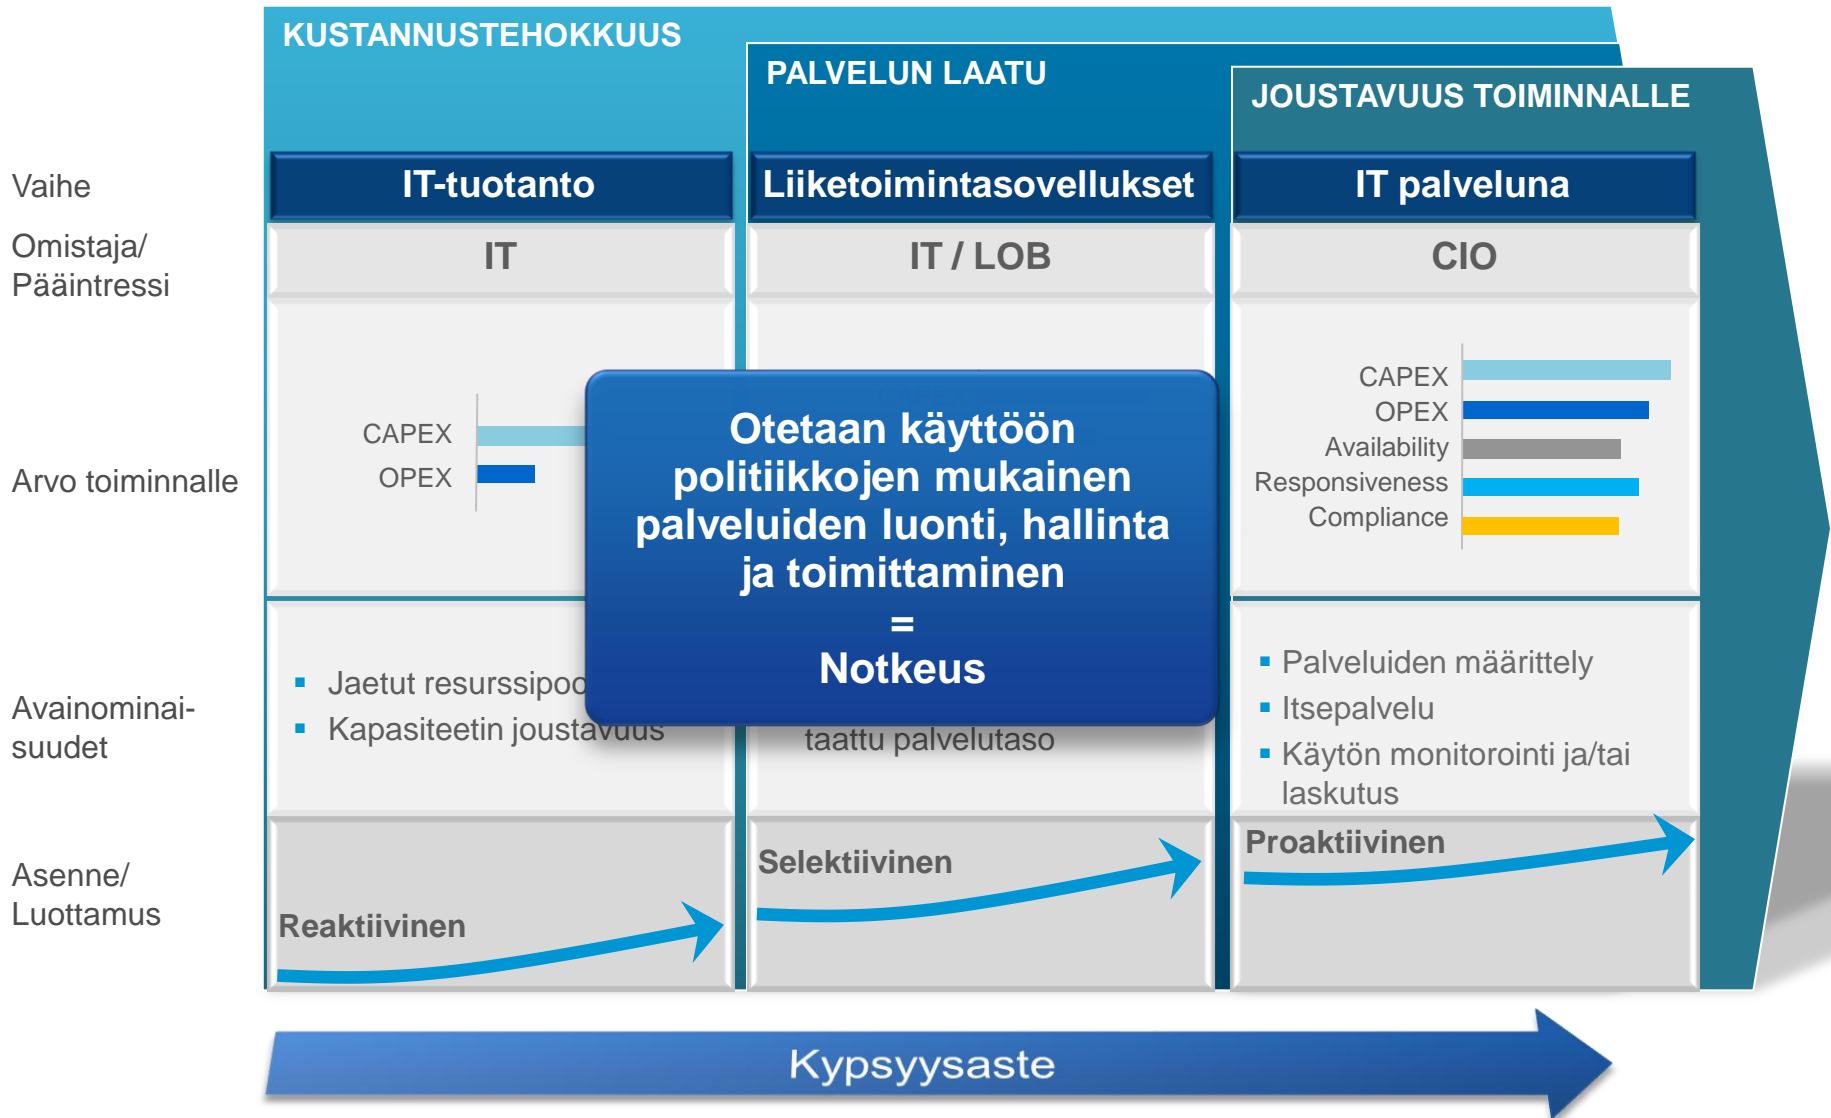 KUSTANNUSTEHOKKUUS
PALVELUN LAATU
JOUSTAVUUS TOIMINNALLE
Vaihe
IT-tuotanto
Liiketoimintasovellukset
IT palveluna
Omistaja/
Pääintressi
IT
IT / LOB
CIO
Arvo toiminnalle
CAPEX
OPEX
Otetaan käyttöön
politiikkojen mukainen
palveluiden luonti, hallinta
ja toimittaminen
=
Notkeus
CAPEX
OPEX
Availability
Responsiveness
Compliance
Avainominai-
suudet
▪ Jaetut
▪ Kapasiteetin joustavuus
taattu palvelutaso
▪ Palveluiden määrittely
▪ Itsepalvelu
▪ Käytön monitorointi ja/tai
laskutus
Asenne/
Luottamus
Reaktiivinen
Selektiivinen
Proaktiivinen
Kypsyysaste